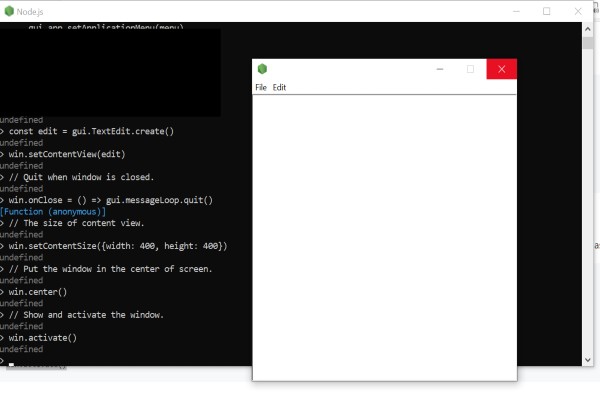 Node.js
gui.app.setApplicationMenu(menu)
File Edit
undefined
> const edit = gui.TextEdit.create()
undefined
> win.setContentView(edit)
undefined
> // Quit when window is closed.
undefined
> win.onClose = () => gui.messageLoop.quit()
[Function (anonymous)]
> // The size of content view.
undefined
> win.setContentSize({width: 400, height: 400})
undefined
> // Put the window in the center of screen.
undefined
> win.center()
undefined
> // Show and activate the window.
undefined
> win.activate()
undefined
>